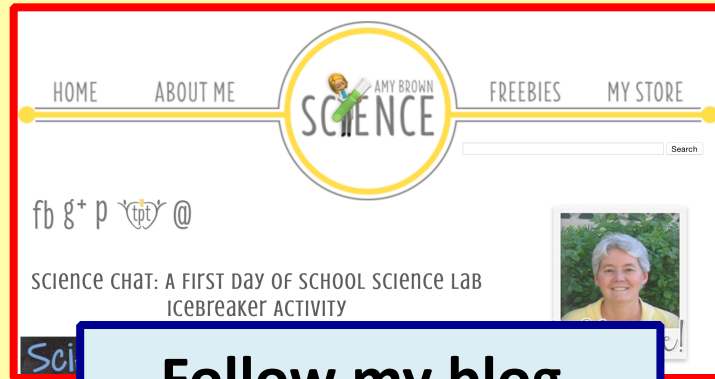 HOME ABOUT ME FREEBIES MY STORE
AMY BROWN
SCIENCE
Search
fb g+ p tpt @
SCIENCE CHAT: A FIRST DAY OF SCHOOL SCIENCE LAB
ICEBREAKER ACTIVITY
Sci
Follow my blog